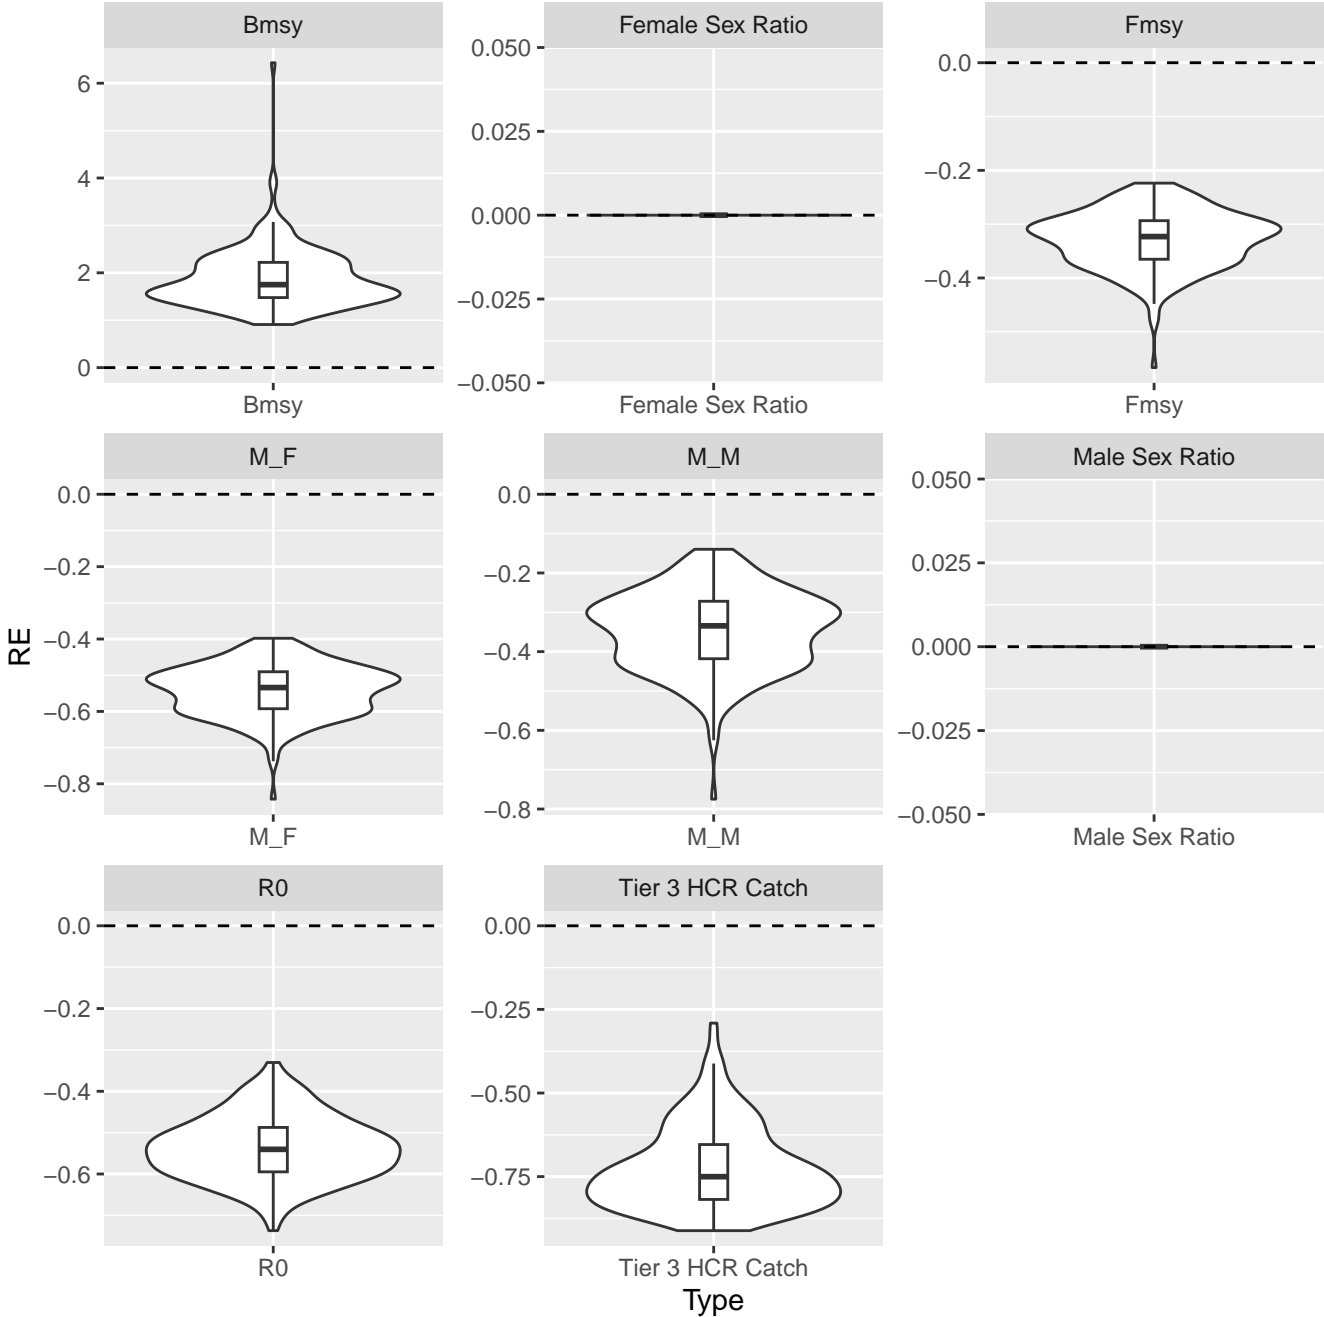 Bmsy
Female Sex Ratio
Fmsy
6
4
2
0
0.050
0.025
0.000
−0.025
−0.050
0.0
−0.2
−0.4
Bmsy
Female Sex Ratio
Fmsy
M_F
M_M
Male Sex Ratio
0.0
−0.2
−0.4
−0.6
−0.8
0.0
−0.2
−0.4
−0.6
−0.8
0.050
0.025
0.000
−0.025
−0.050
M_F
M_M
Male Sex Ratio
R0
Tier 3 HCR Catch
0.0
−0.2
−0.4
−0.6
0.00
−0.25
−0.50
−0.75
R0
Tier 3 HCR Catch
RE
Type